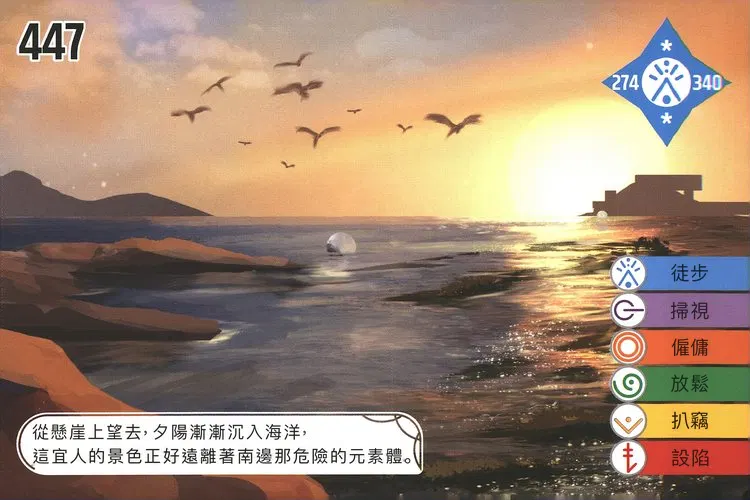 447
*
274
340
*
徒步
掃視
僱傭
放鬆
扒竊
設陷
從懸崖上望去，夕陽漸漸沉入海洋，
這宜人的景色正好遠離著南邊那危險的元素體。